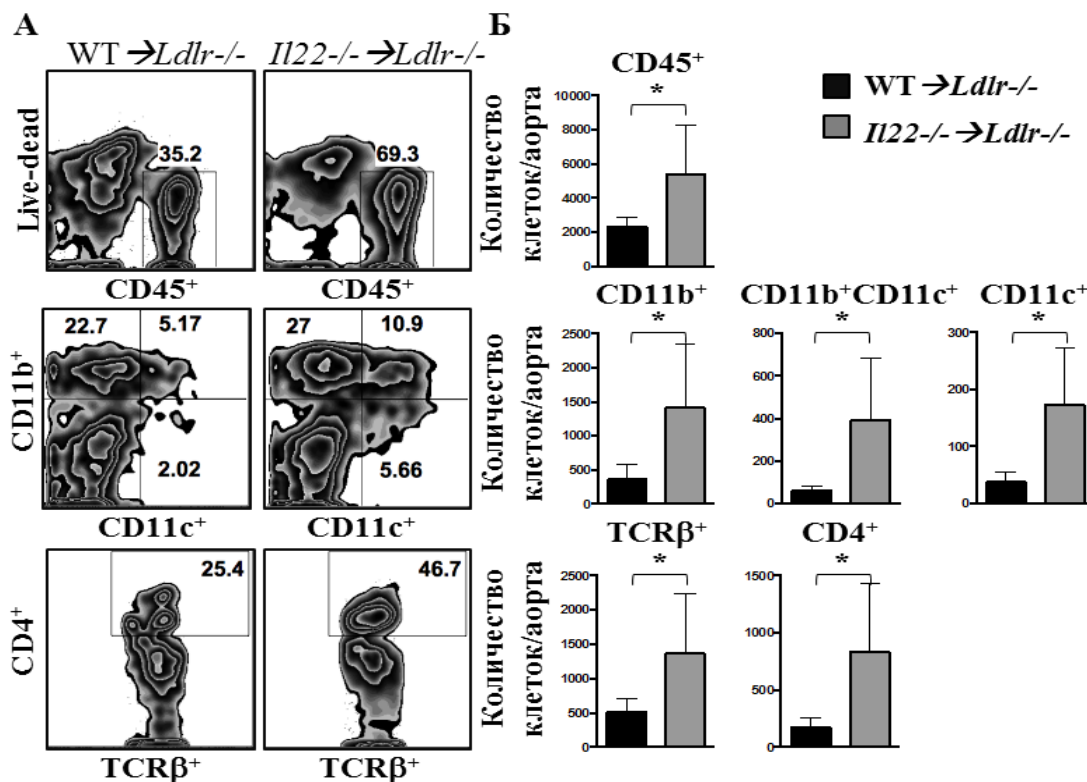 А
WT →Ldlr-/-
Il22-/- →Ldlr-/-
Live-dead
35.2
69.3
CD45⁺
CD45⁺
CD11b⁺
22.7
5.17
2.02
27
10.9
5.66
CD11c⁺
CD11c⁺
CD4⁺
25.4
46.7
TCRβ⁺
TCRβ⁺
Б
WT →Ldlr-/-
Il22-/- →Ldlr-/-
CD45⁺
*
Количество
клеток/аорта
10000
8000
6000
4000
2000
0
CD11b⁺
*
Количество
клеток/аорта
2500
2000
1500
1000
500
0
CD11b⁺CD11c⁺
*
800
600
400
200
0
CD11c⁺
*
300
200
100
0
TCRβ⁺
*
Количество
клеток/аорта
2500
2000
1500
1000
500
0
CD4⁺
*
1500
1000
500
0